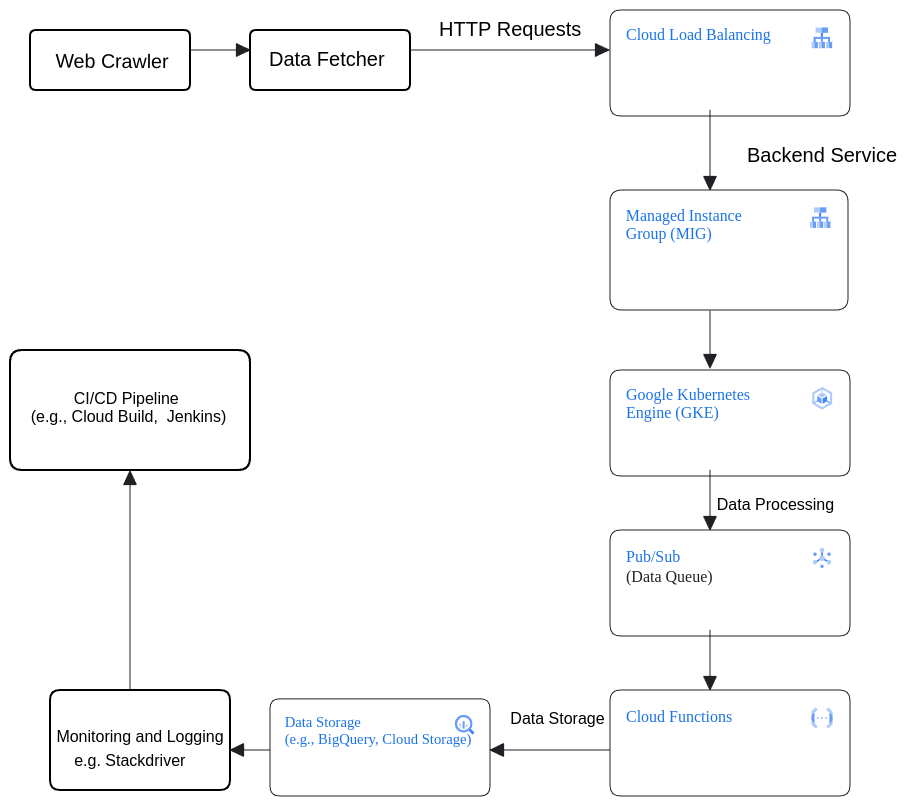 Web Crawler
Data Fetcher
HTTP Requests
Cloud Load Balancing
Backend Service
Managed Instance
Group (MIG)
Google Kubernetes
Engine (GKE)
Data Processing
Pub/Sub
(Data Queue)
Cloud Functions
Data Storage
Data Storage
(e.g., BigQuery, Cloud Storage)
Monitoring and Logging
e.g. Stackdriver
CI/CD Pipeline
(e.g., Cloud Build,  Jenkins)